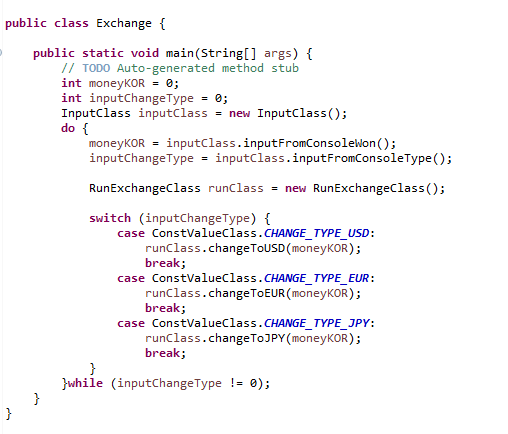 public class Exchange {
public static void main(String[] args) {
// TODO Auto-generated method stub
int moneyKOR = 0;
int inputChangeType = 0;
InputClass inputClass = new InputClass();
do {
moneyKOR = inputClass.inputFromConsoleWon();
inputChangeType = inputClass.inputFromConsoleType();
RunExchangeClass runClass = new RunExchangeClass();
switch (inputChangeType) {
case ConstValueClass.CHANGE_TYPE_USD:
runClass.changeToUSD(moneyKOR);
break;
case ConstValueClass.CHANGE_TYPE_EUR:
runClass.changeToEUR(moneyKOR);
break;
case ConstValueClass.CHANGE_TYPE_JPY:
runClass.changeToJPY(moneyKOR);
break;
}
}while (inputChangeType != 0);
}
}